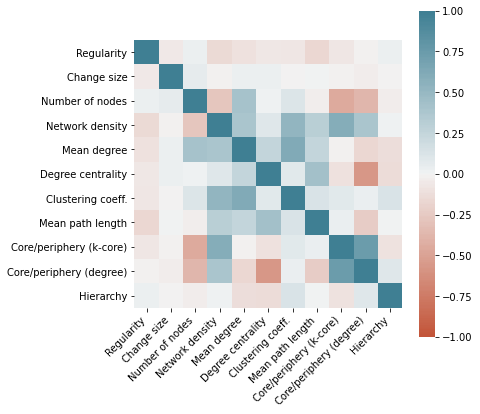 Regularity
Change size
Number of nodes
Network density
Mean degree
Degree centrality
Clustering coeff.
Mean path length
Core/periphery (k-core)
Core/periphery (degree)
Hierarchy
Regularity
Change size
Number of nodes
Network density
Mean degree
Degree centrality
Clustering coeff.
Mean path length
Core/periphery (k-core)
Core/periphery (degree)
Hierarchy
1.00
0.75
0.50
0.25
0.00
−0.25
−0.50
−0.75
−1.00